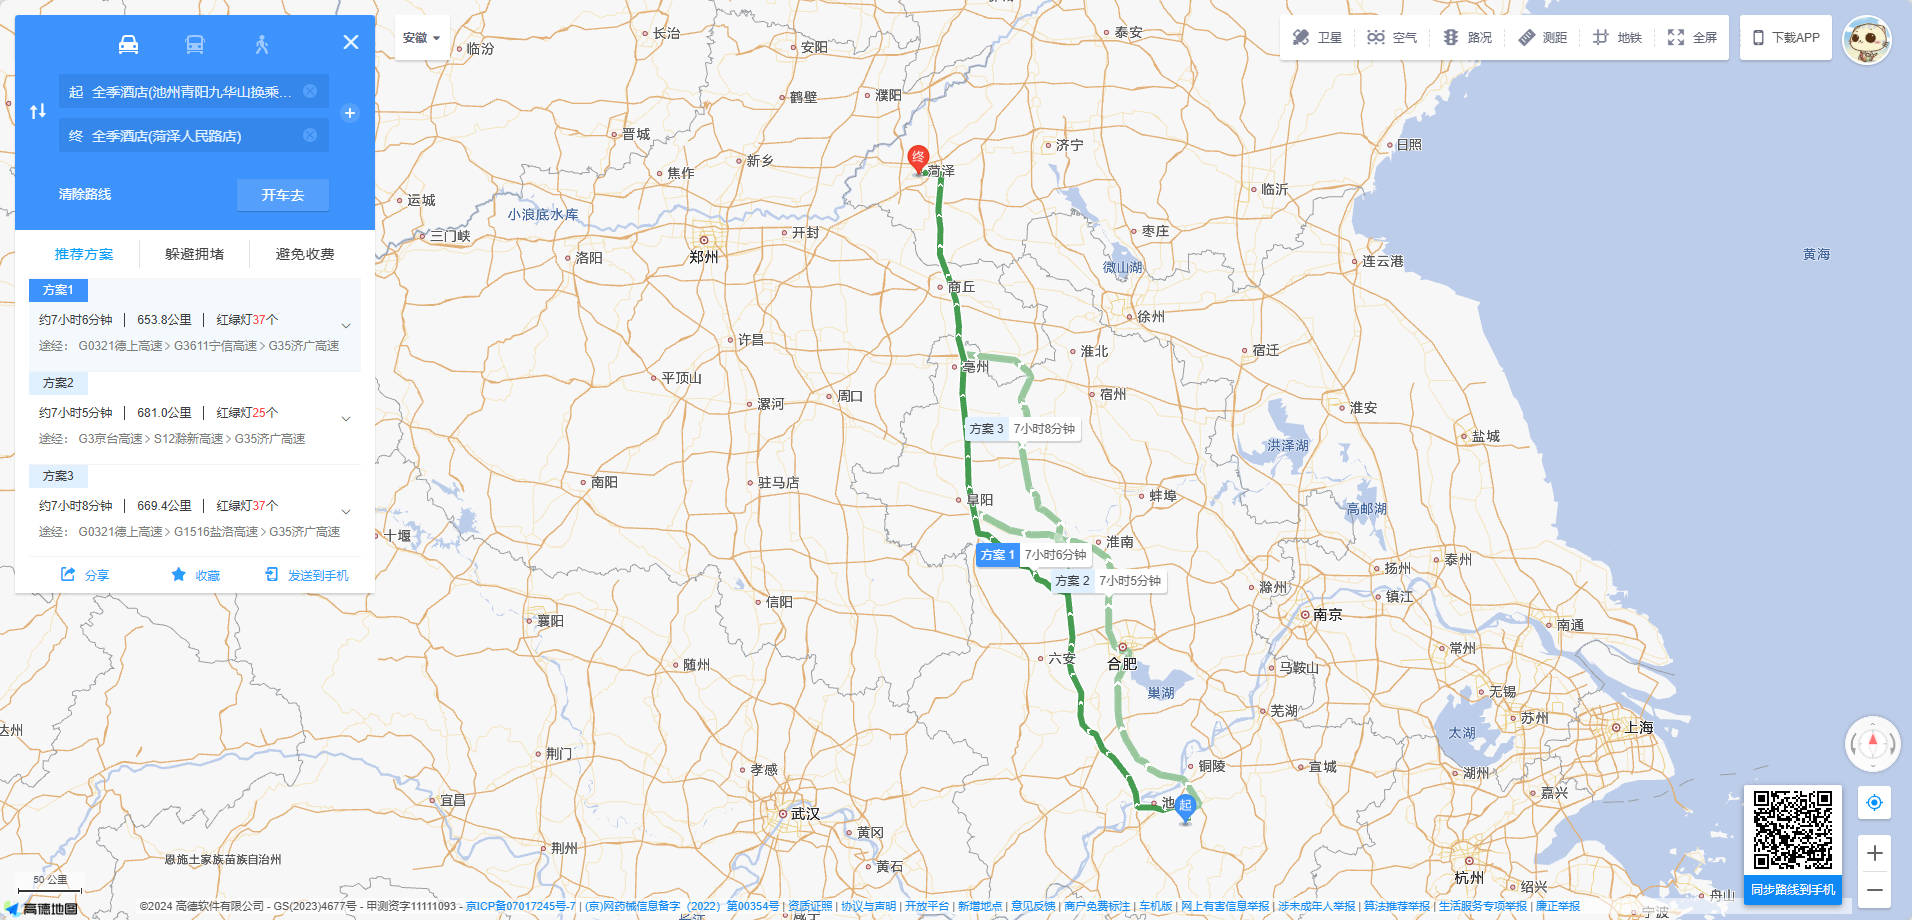 起 全季酒店(池州青阳九华山换乘...
终 全季酒店(菏泽人民路店)
清除路线
开车去
推荐方案
躲避拥堵
避免收费
方案1
约7小时6分钟 | 653.8公里 | 红绿灯37个
途经： G0321德上高速 > G3611宁信高速 > G35济广高速
方案2
约7小时5分钟 | 681.0公里 | 红绿灯25个
途经： G3京台高速 > S12滁新高速 > G35济广高速
方案3
约7小时8分钟 | 669.4公里 | 红绿灯37个
途经： G0321德上高速 > G1516盐洛高速 > G35济广高速
分享
收藏
发送到手机
安徽
卫星
空气
路况
测距
地铁
全屏
下载APP
临汾
长治
安阳
泰安
鹤壁
濮阳
晋城
新乡
焦作
济宁
日照
终
菏泽
运城
临沂
小浪底水库
三门峡
开封
枣庄
洛阳
郑州
微山湖
连云港
黄海
商丘
徐州
许昌
淮北
宿迁
亳州
平顶山
周口
漯河
宿州
淮安
方案 3 7小时8分钟
盐城
洪泽湖
南阳
驻马店
阜阳
蚌埠
高邮湖
十堰
淮南
方案 1 7小时6分钟
方案 2 7小时5分钟
泰州
扬州
滁州
镇江
信阳
襄阳
南京
南通
常州
六安
合肥
随州
马鞍山
巢湖
无锡
芜湖
苏州
达州
太湖
上海
荆门
孝感
铜陵
宣城
湖州
嘉兴
宜昌
池
起
武汉
黄冈
荆州
恩施土家族苗族自治州
黄石
杭州
绍兴
舟山
宁波
50 公里
高德地图
同步路线到手机
©2024 高德软件有限公司 - GS(2023)4677号 - 甲测资字11111093 - 京ICP备07017245号-7 | (京)网药械信息备字（2022）第00354号 | 资质证照 | 协议与声明 | 开放平台 | 新增地点 | 意见反馈 | 商户免费标注 | 车机版 | 网上有害信息举报 | 涉未成年人举报 | 算法推荐举报 | 生活服务专项举报 | 廉正举报